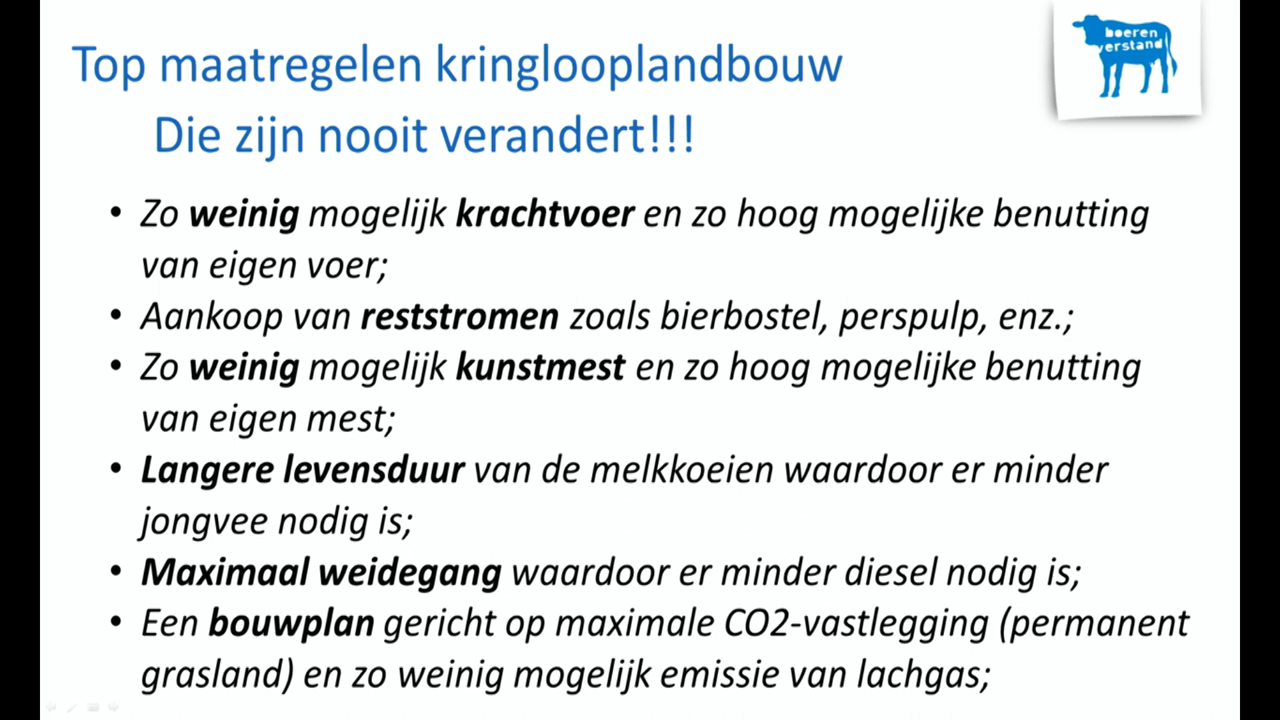 Top maatregelen kringlooplandbouw
Die zijn nooit verandert!!!
boeren
verstand
• Zo weinig mogelijk krachtvoer en zo hoog mogelijke benutting
van eigen voer;
• Aankoop van reststromen zoals bierbostel, perspulp, enz.;
• Zo weinig mogelijk kunstmest en zo hoog mogelijke benutting
van eigen mest;
• Langere levensduur van de melkkoeien waardoor er minder
jongvee nodig is;
• Maximaal weidegang waardoor er minder diesel nodig is;
• Een bouwplan gericht op maximale CO2-vastlegging (permanent
grasland) en zo weinig mogelijk emissie van lachgas;